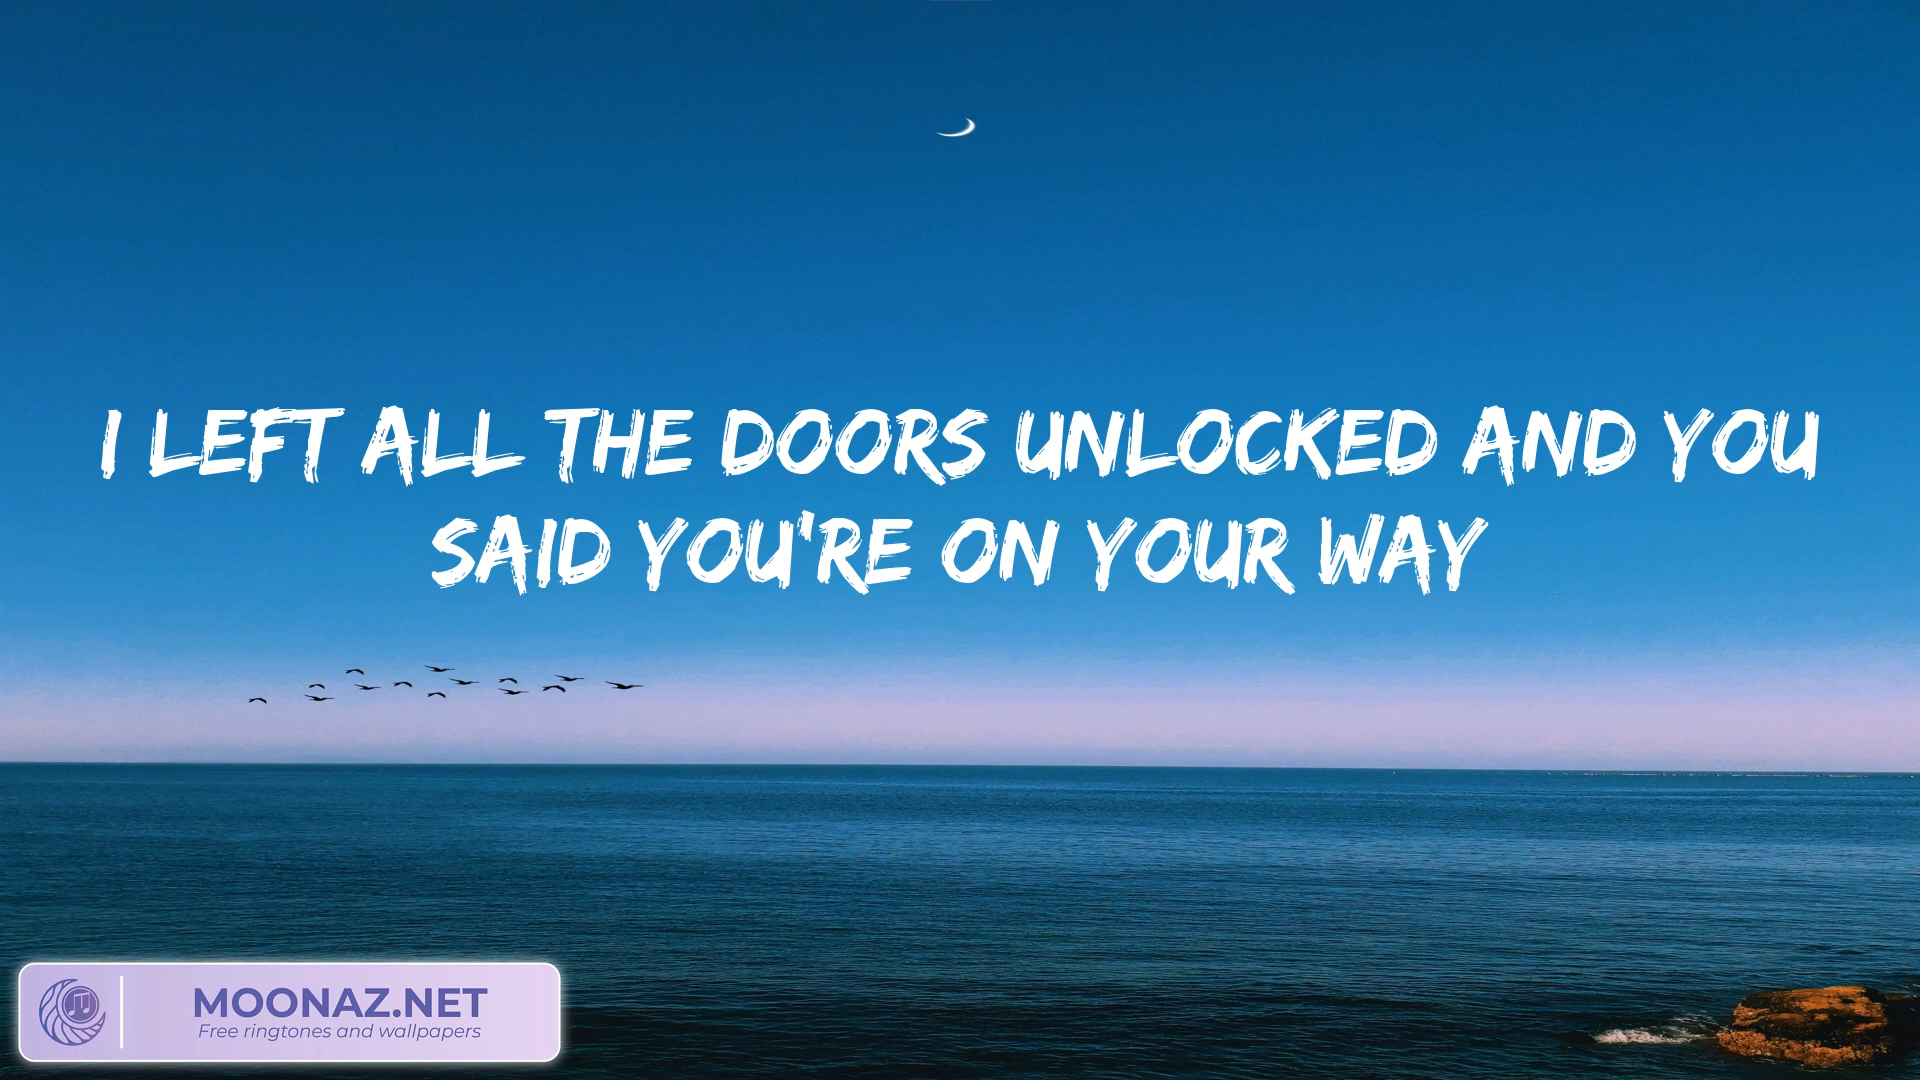 I LEFT ALL THE DOORS UNLOCKED AND YOU
SAID YOU'RE ON YOUR WAY
MOONAZ.NET
Free ringtones and wallpapers